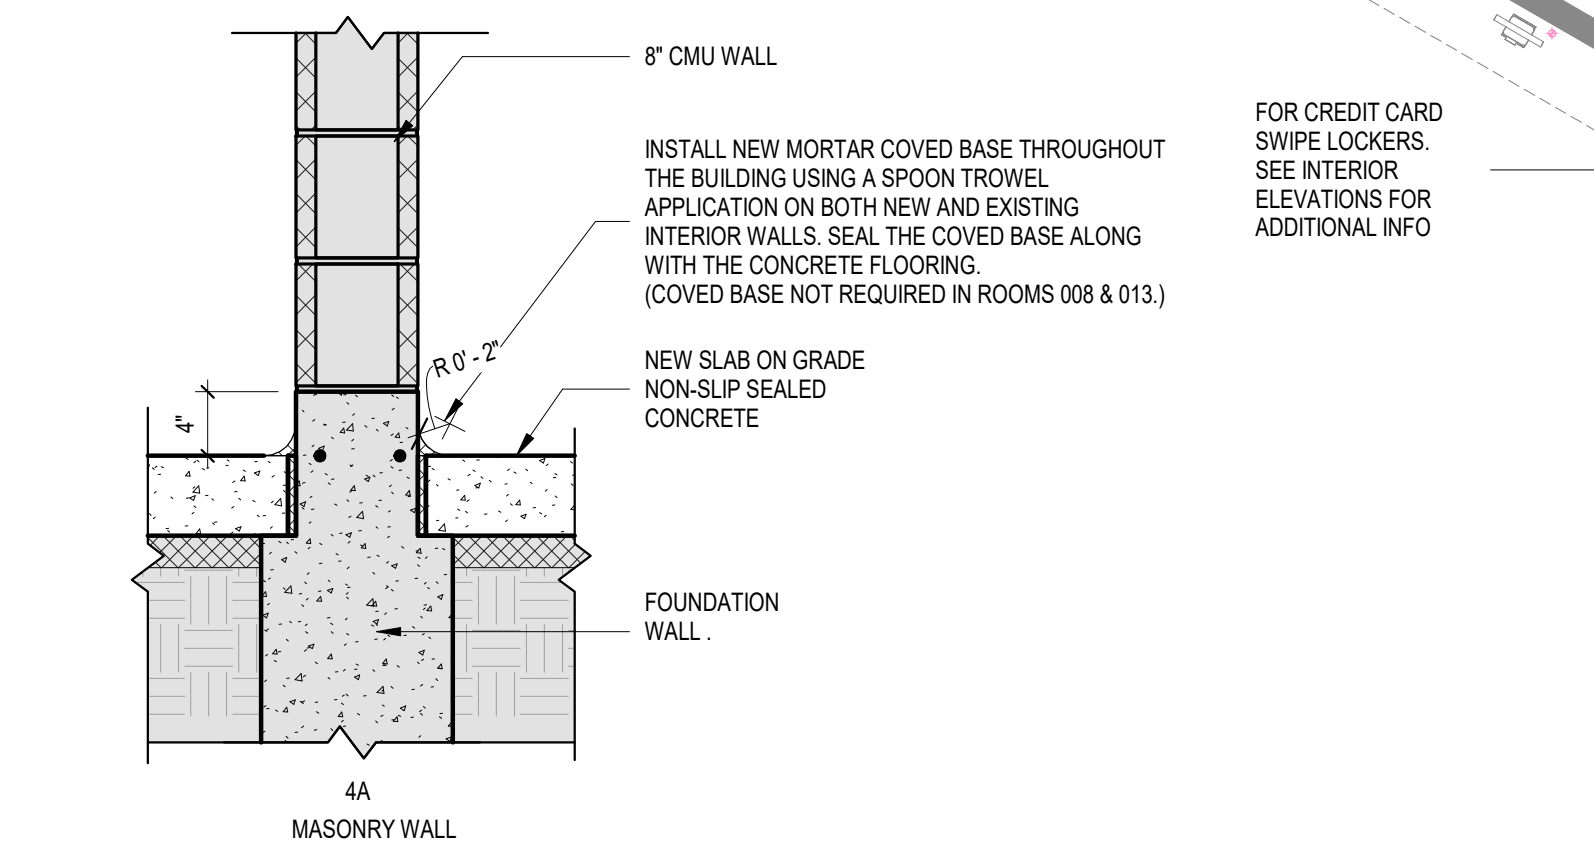 8" CMU WALL
INSTALL NEW MORTAR COVED BASE THROUGHOUT
THE BUILDING USING A SPOON TROWEL
APPLICATION ON BOTH NEW AND EXISTING
INTERIOR WALLS. SEAL THE COVED BASE ALONG
WITH THE CONCRETE FLOORING.
(COVED BASE NOT REQUIRED IN ROOMS 008 & 013.)
R 0' - 2"
NEW SLAB ON GRADE
NON-SLIP SEALED
CONCRETE
4"
FOUNDATION
WALL .
4A
MASONRY WALL
FOR CREDIT CARD
SWIPE LOCKERS.
SEE INTERIOR
ELEVATIONS FOR
ADDITIONAL INFO